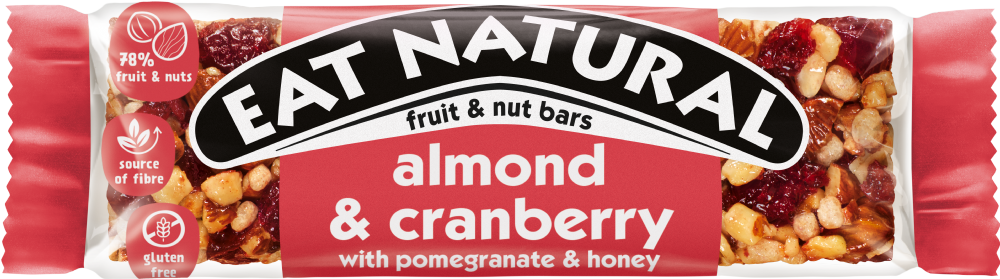 78%
fruit & nuts
source
of fibre
gluten
free
EAT NATURAL
fruit & nut bars
almond
& cranberry
with pomegranate & honey